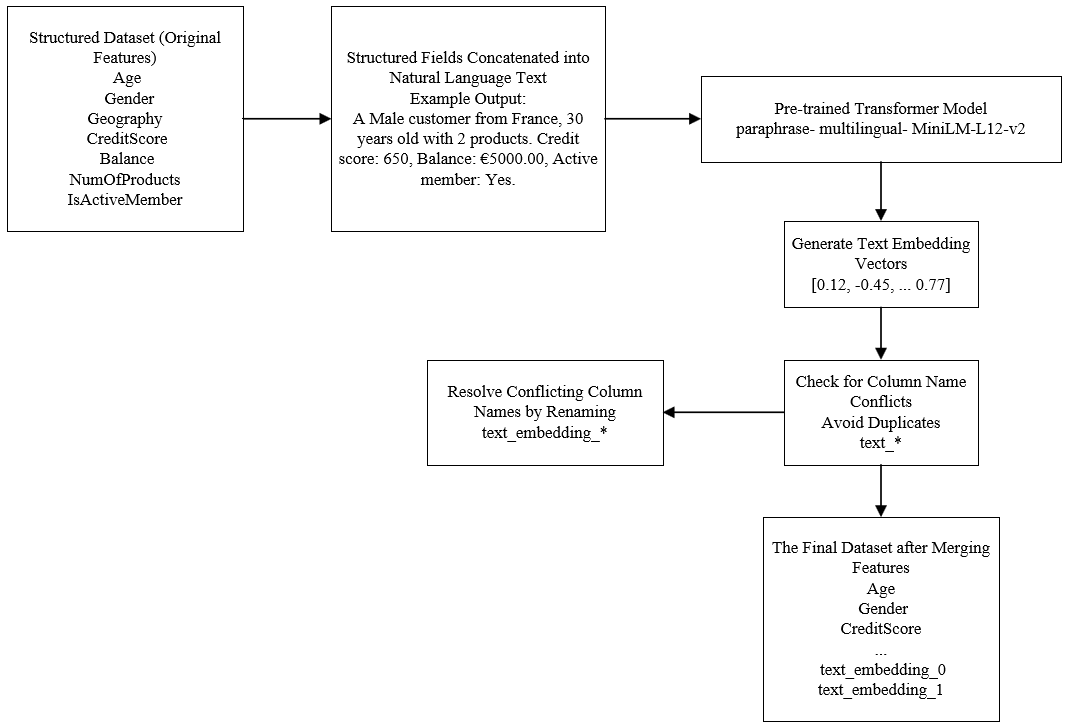 Structured Dataset (Original
Features)
Age
Gender
Geography
CreditScore
Balance
NumOfProducts
IsActiveMember
Structured Fields Concatenated into
Natural Language Text
Example Output:
A Male customer from France, 30
years old with 2 products. Credit
score: 650, Balance: €5000.00, Active
member: Yes.
Pre-trained Transformer Model
paraphrase- multilingual- MiniLM-L12-v2
Generate Text Embedding
Vectors
[0.12, -0.45, ... 0.77]
Check for Column Name
Conflicts
Avoid Duplicates
text_*
Resolve Conflicting Column
Names by Renaming
text_embedding_*
The Final Dataset after Merging
Features
Age
Gender
CreditScore
...
text_embedding_0
text_embedding_1